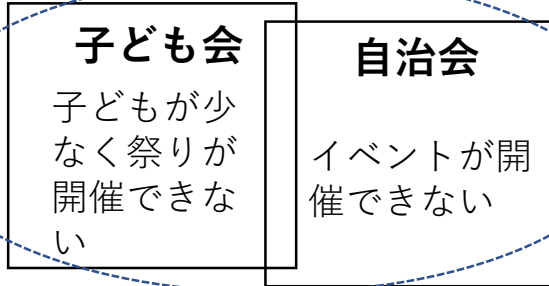 子ども会
子どもが少
なく祭りが
開催できな
い
自治会
イベントが開
催できない